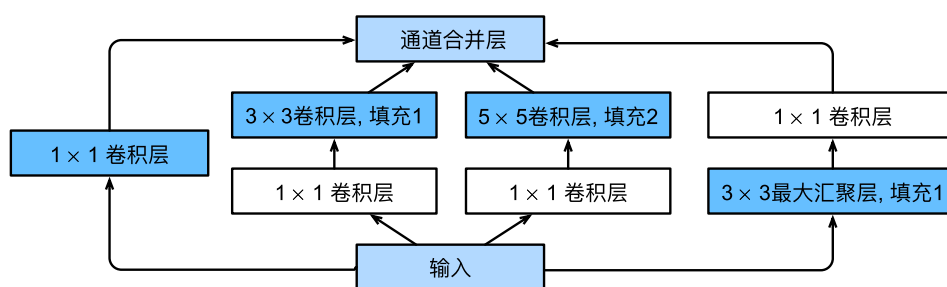 通道合并层
3 × 3卷积层, 填充1
5 × 5卷积层, 填充2
1 × 1 卷积层
1 × 1 卷积层
1 × 1 卷积层
1 × 1 卷积层
3 × 3最大汇聚层, 填充1
输入